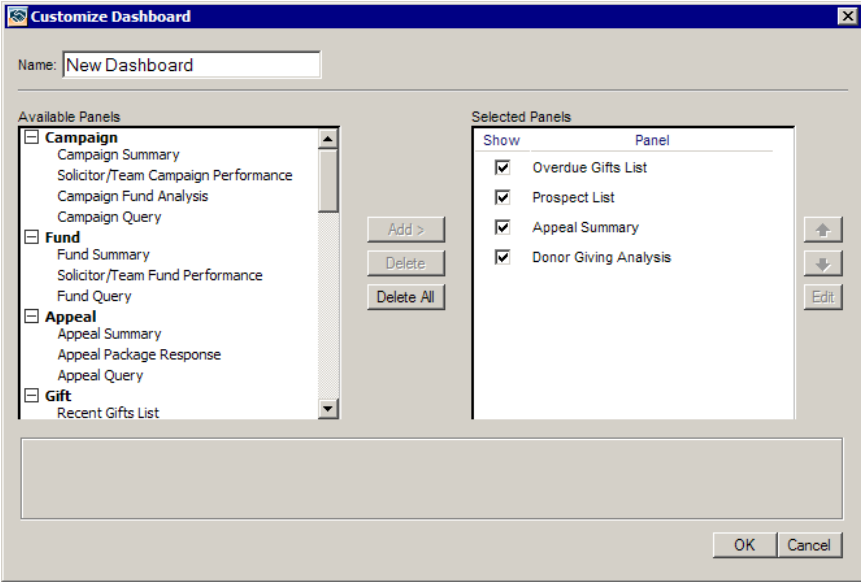 Customize Dashboard
Name: New Dashboard
Available Panels
Campaign
Campaign Summary
Solicitor/Team Campaign Performance
Campaign Fund Analysis
Campaign Query
Fund
Fund Summary
Solicitor/Team Fund Performance
Fund Query
Appeal
Appeal Summary
Appeal Package Response
Appeal Query
Gift
Recent Gifts List
Add >
Delete
Delete All
Selected Panels
Show Panel
Overdue Gifts List
Prospect List
Appeal Summary
Donor Giving Analysis
Edit
OK Cancel